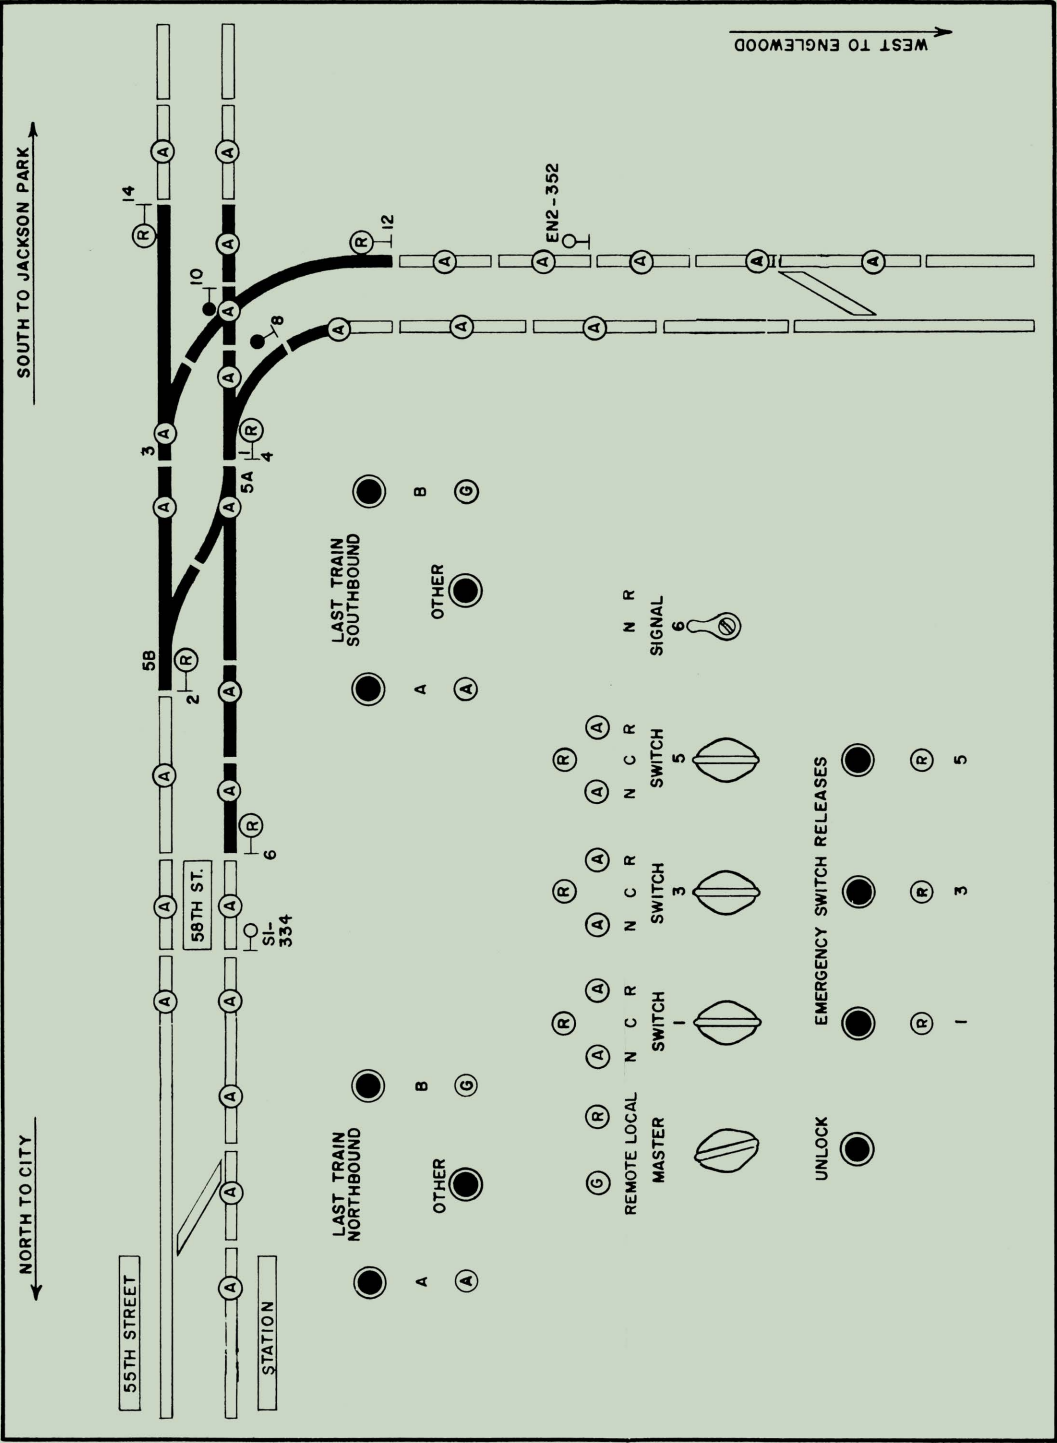 NORTH TO CITY
SOUTH TO JACKSON PARK
55TH STREET
14
R
5B
3
A A A A A A
R
2
58TH ST.
10
A A A A A A A A A A A A
R R
6 4
5A
8
SI-
334
STATION
R
12
A A A A A
EN2-352
A A A
WEST TO ENGLEWOOD
LAST TRAIN
NORTHBOUND
A OTHER B
A G
LAST TRAIN
SOUTHBOUND
A OTHER B
A G
G R
REMOTE LOCAL
MASTER
R
A A
N C R
SWITCH
1
R
A A
N C R
SWITCH
3
R
A A
N C R
SWITCH
5
N R
SIGNAL
6
UNLOCK
EMERGENCY SWITCH RELEASES
R R R
1 3 5